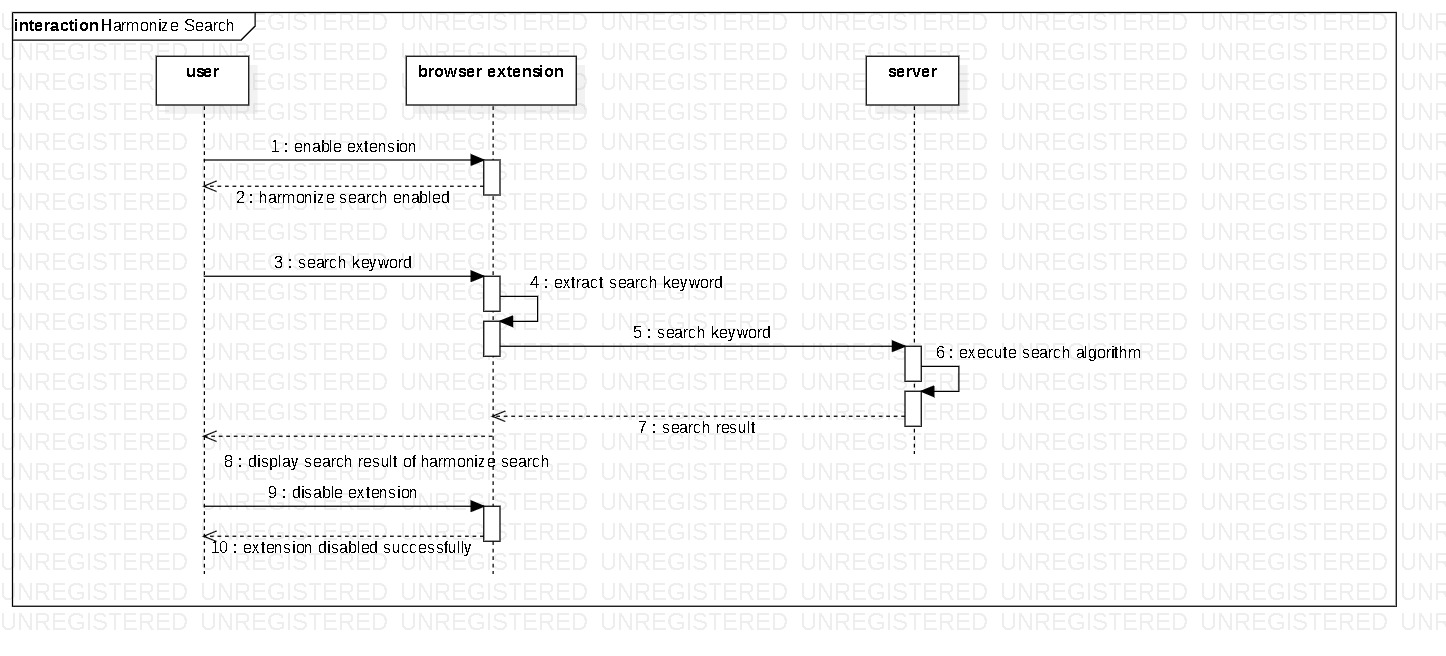 interaction Harmonize Search
user
browser extension
server
1 : enable extension
2 : harmonize search enabled
3 : search keyword
4 : extract search keyword
5 : search keyword
6 : execute search algorithm
7 : search result
8 : display search result of harmonize search
9 : disable extension
10 : extension disabled successfully
UNREGISTERED